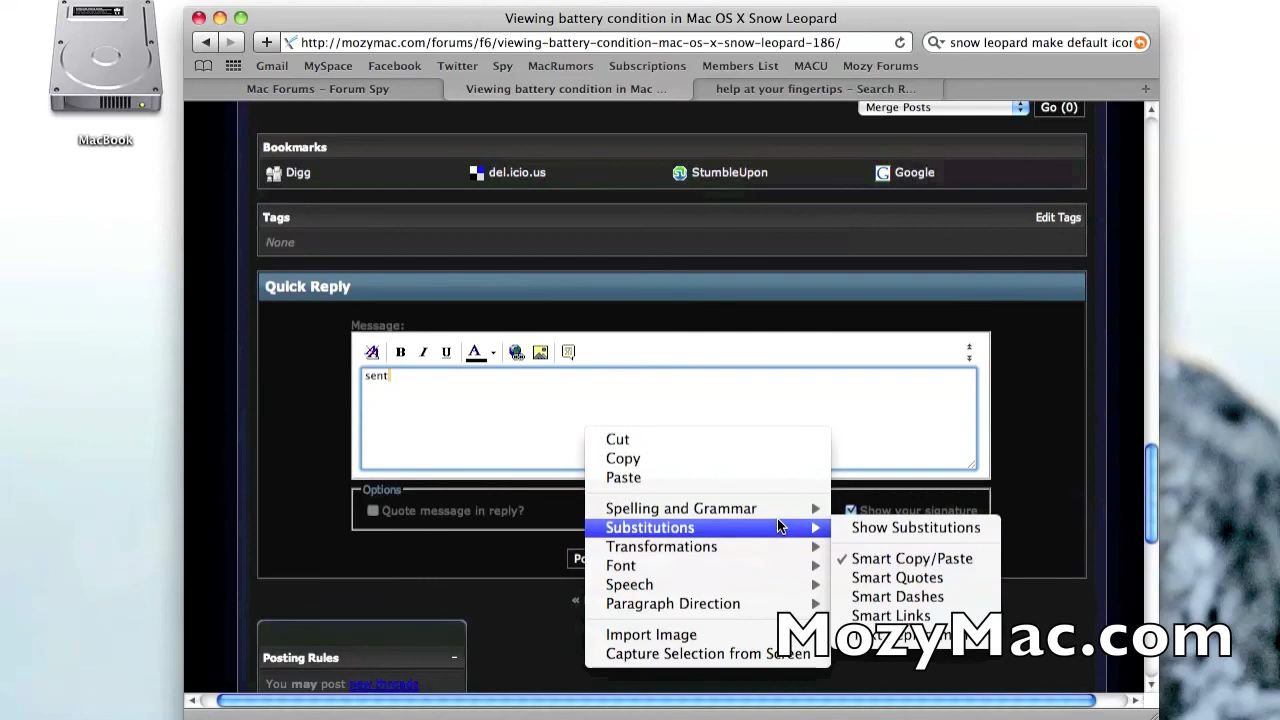 Viewing battery condition in Mac OS X Snow Leopard
http://mozymac.com/forums/f6/viewing-battery-condition-mac-os-x-snow-leopard-186/
snow leopard make default icor
Gmail MySpace Facebook Twitter Spy MacRumors Subscriptions Members List MACU Mozy Forums
Mac Forums – Forum Spy
Viewing battery condition in Mac ...
help at your fingertips – Search R...
MacBook
Merge Posts
Go (0)
Bookmarks
Digg
del.icio.us
StumbleUpon
Google
Tags
Edit Tags
None
Quick Reply
Message:
B I U A
sent
Options
Quote message in reply?
Show your signature
Po
Cut
Copy
Paste
Spelling and Grammar
Substitutions
Transformations
Font
Speech
Paragraph Direction
Import Image
Capture Selection from Screen
Show Substitutions
Smart Copy/Paste
Smart Quotes
Smart Dashes
Smart Links
MozyMac.com
«
Posting Rules
You may post new threads